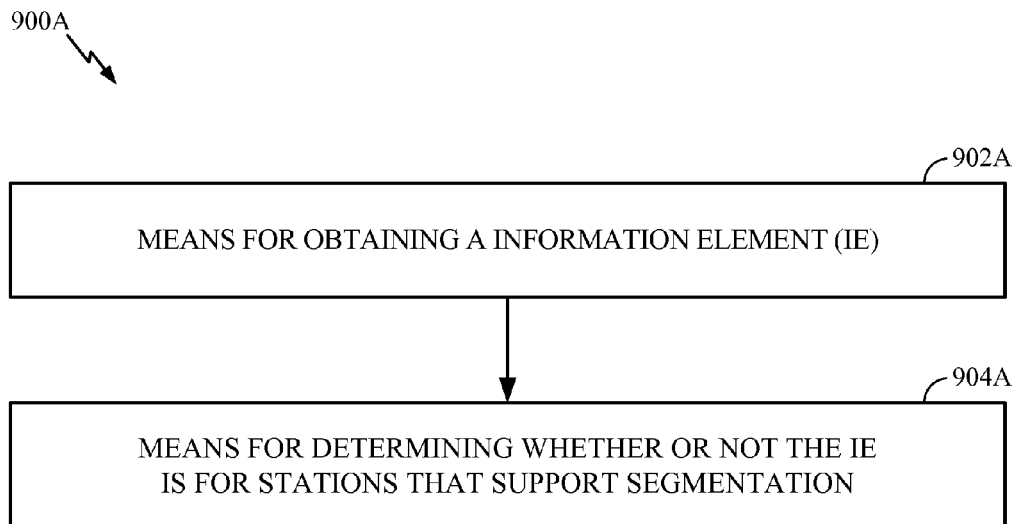 900A
902A
MEANS FOR OBTAINING A INFORMATION ELEMENT (IE)
904A
MEANS FOR DETERMINING WHETHER OR NOT THE IE
IS FOR STATIONS THAT SUPPORT SEGMENTATION